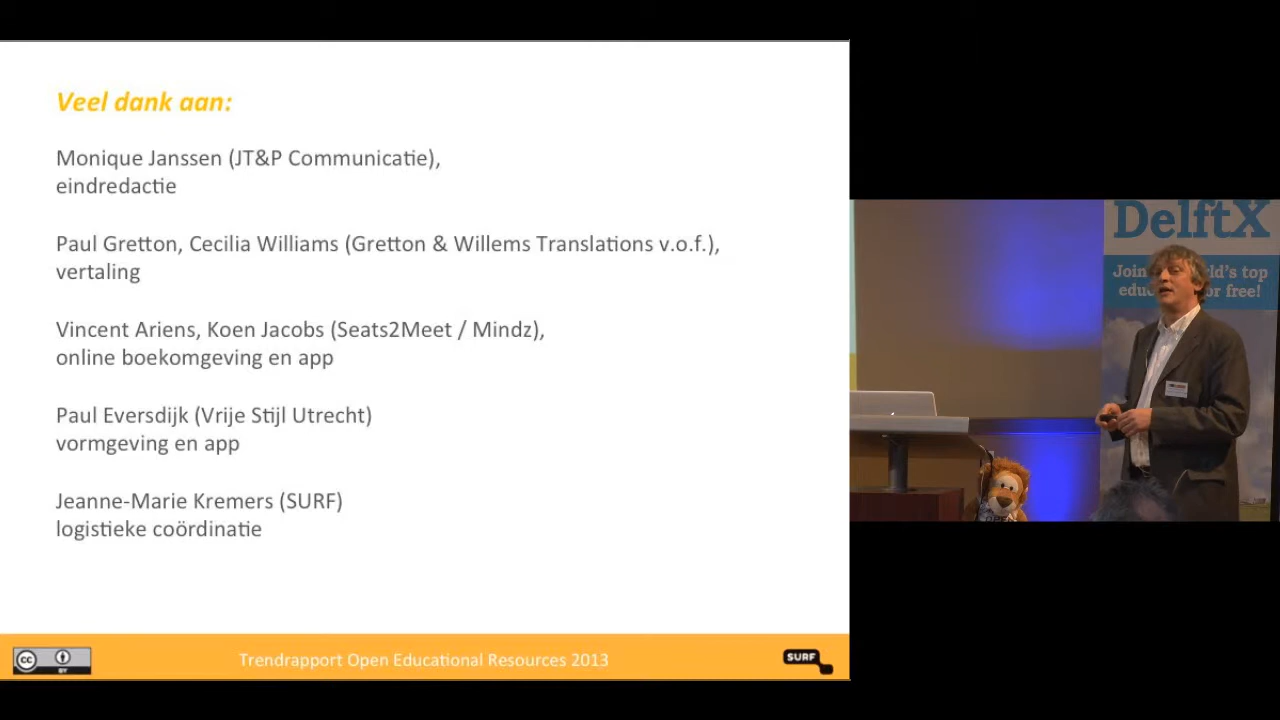 Veel dank aan:
Monique Janssen (JT&P Communicatie),
eindredactie
Paul Gretton, Cecilia Williams (Gretton & Willems Translations v.o.f.),
vertaling
Vincent Ariens, Koen Jacobs (Seats2Meet / Mindz),
online boekomgeving en app
Paul Eversdijk (Vrije Stijl Utrecht)
vormgeving en app
Jeanne-Marie Kremers (SURF)
logistieke coördinatie
cc
BY
Trendrapport Open Educational Resources 2013
SURF
DelftX
Join
top
for free!